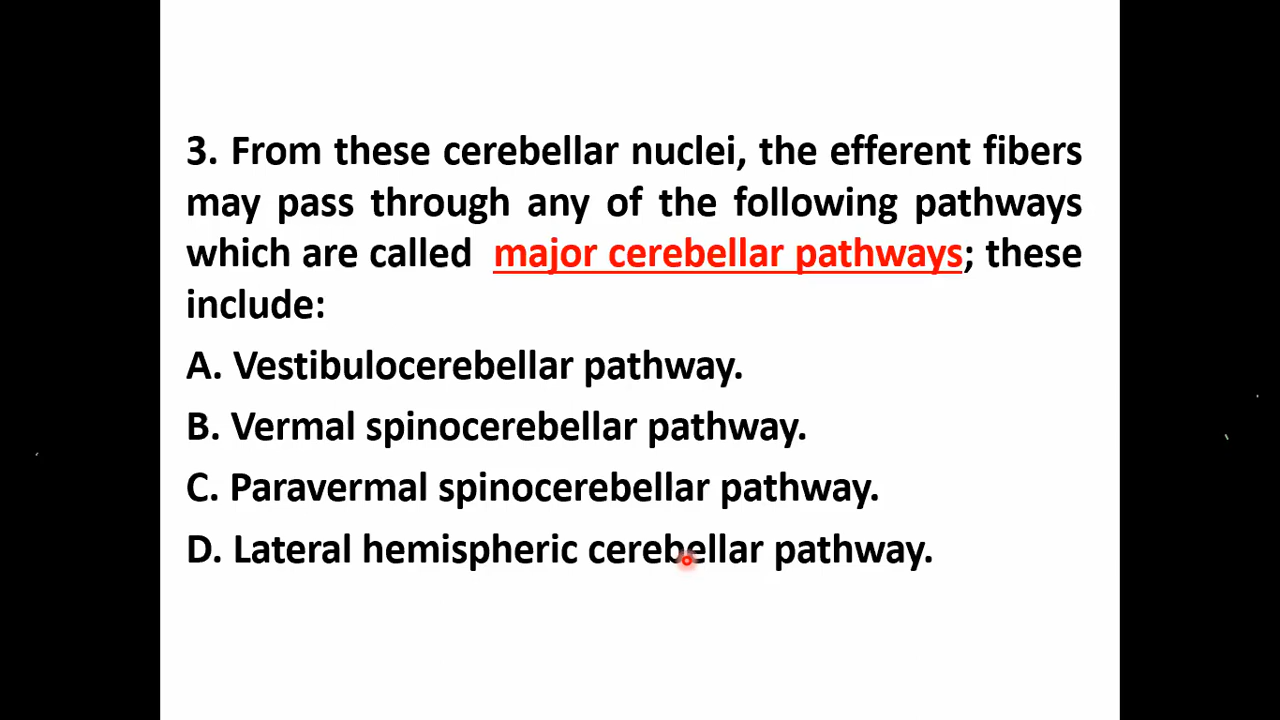 3. From these cerebellar nuclei, the efferent fibers
may pass through any of the following pathways
which are called major cerebellar pathways; these
include:
A. Vestibulocerebellar pathway.
B. Vermal spinocerebellar pathway.
C. Paravermal spinocerebellar pathway.
D. Lateral hemispheric cerebellar pathway.